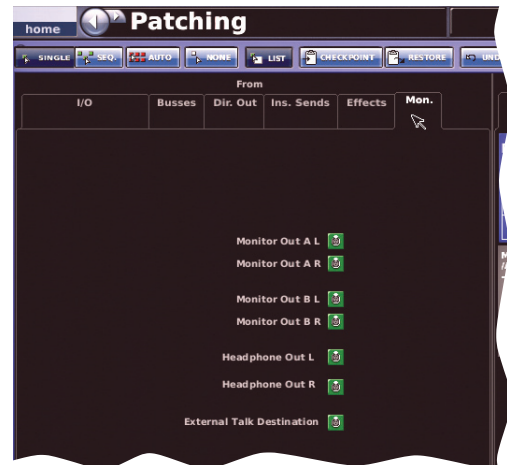 home Patching
SINGLE SEQ. AUTO NONE LIST CHECKPOINT RESTORE UND
From
I/O Busses Dir. Out Ins. Sends Effects Mon.
Monitor Out A L
Monitor Out A R
Monitor Out B L
Monitor Out B R
Headphone Out L
Headphone Out R
External Talk Destination